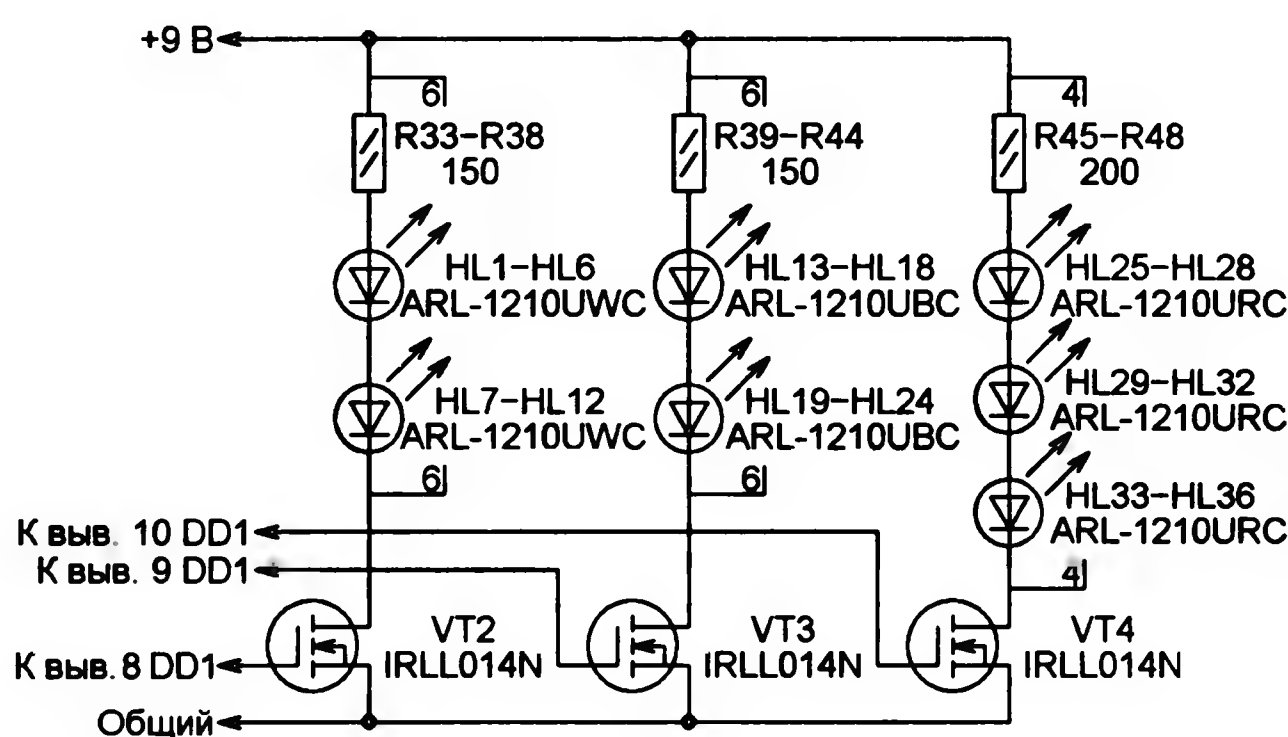 +9 В
6
6
4
R33-R38
150
R39-R44
150
R45-R48
200
HL1-HL6
ARL-1210UWC
HL13-HL18
ARL-1210UBC
HL25-HL28
ARL-1210URC
HL7-HL12
ARL-1210UWC
HL19-HL24
ARL-1210UBC
HL29-HL32
ARL-1210URC
6
6
HL33-HL36
ARL-1210URC
4
К выв. 10 DD1
К выв. 9 DD1
К выв. 8 DD1
VT2
IRLL014N
VT3
IRLL014N
VT4
IRLL014N
Общий